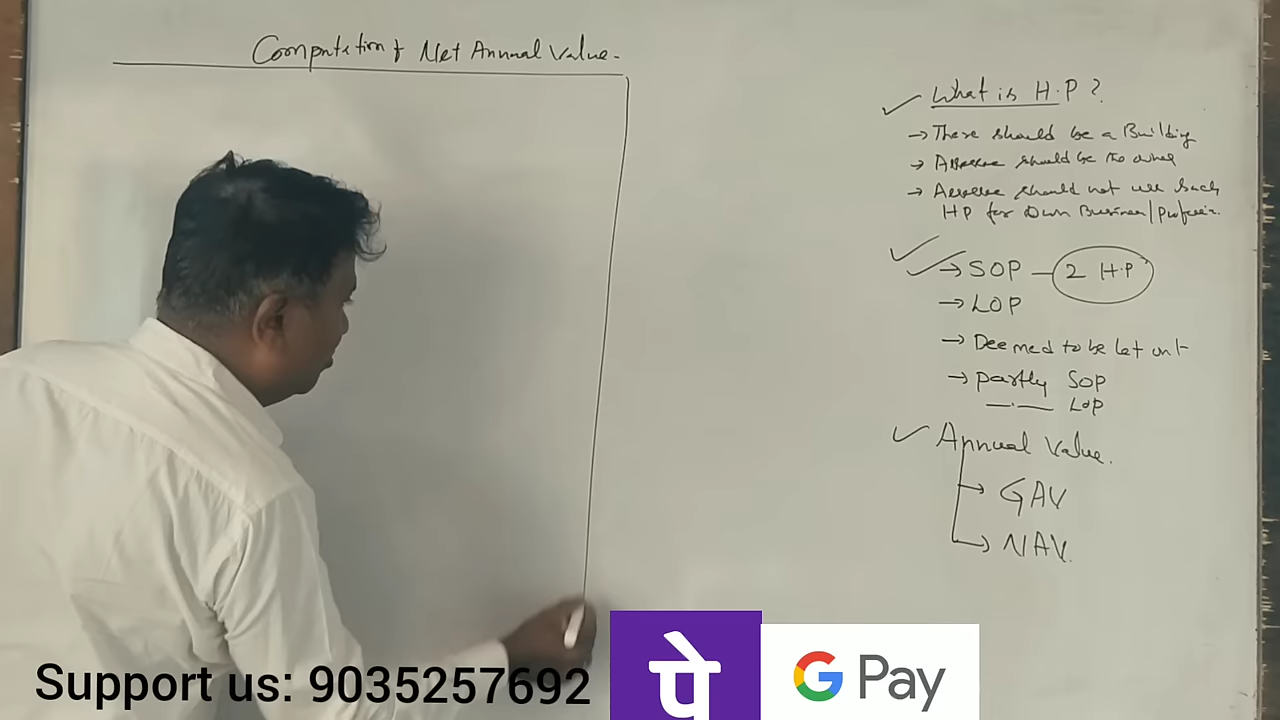 Computation of Net Annual Value.
✓ What is H.P?
→ There should be a Building
→ Assessee should be the owner
→ Assessee should not use such
HP for Own Business/Profession.
→ SOP – 2 H.P
→ LOP
→ Deemed to be let out
→ Partly SOP
—·— LOP
✓ Annual Value.
→ GAV
→ NAV.
Support us: 9035257692
पे
G Pay